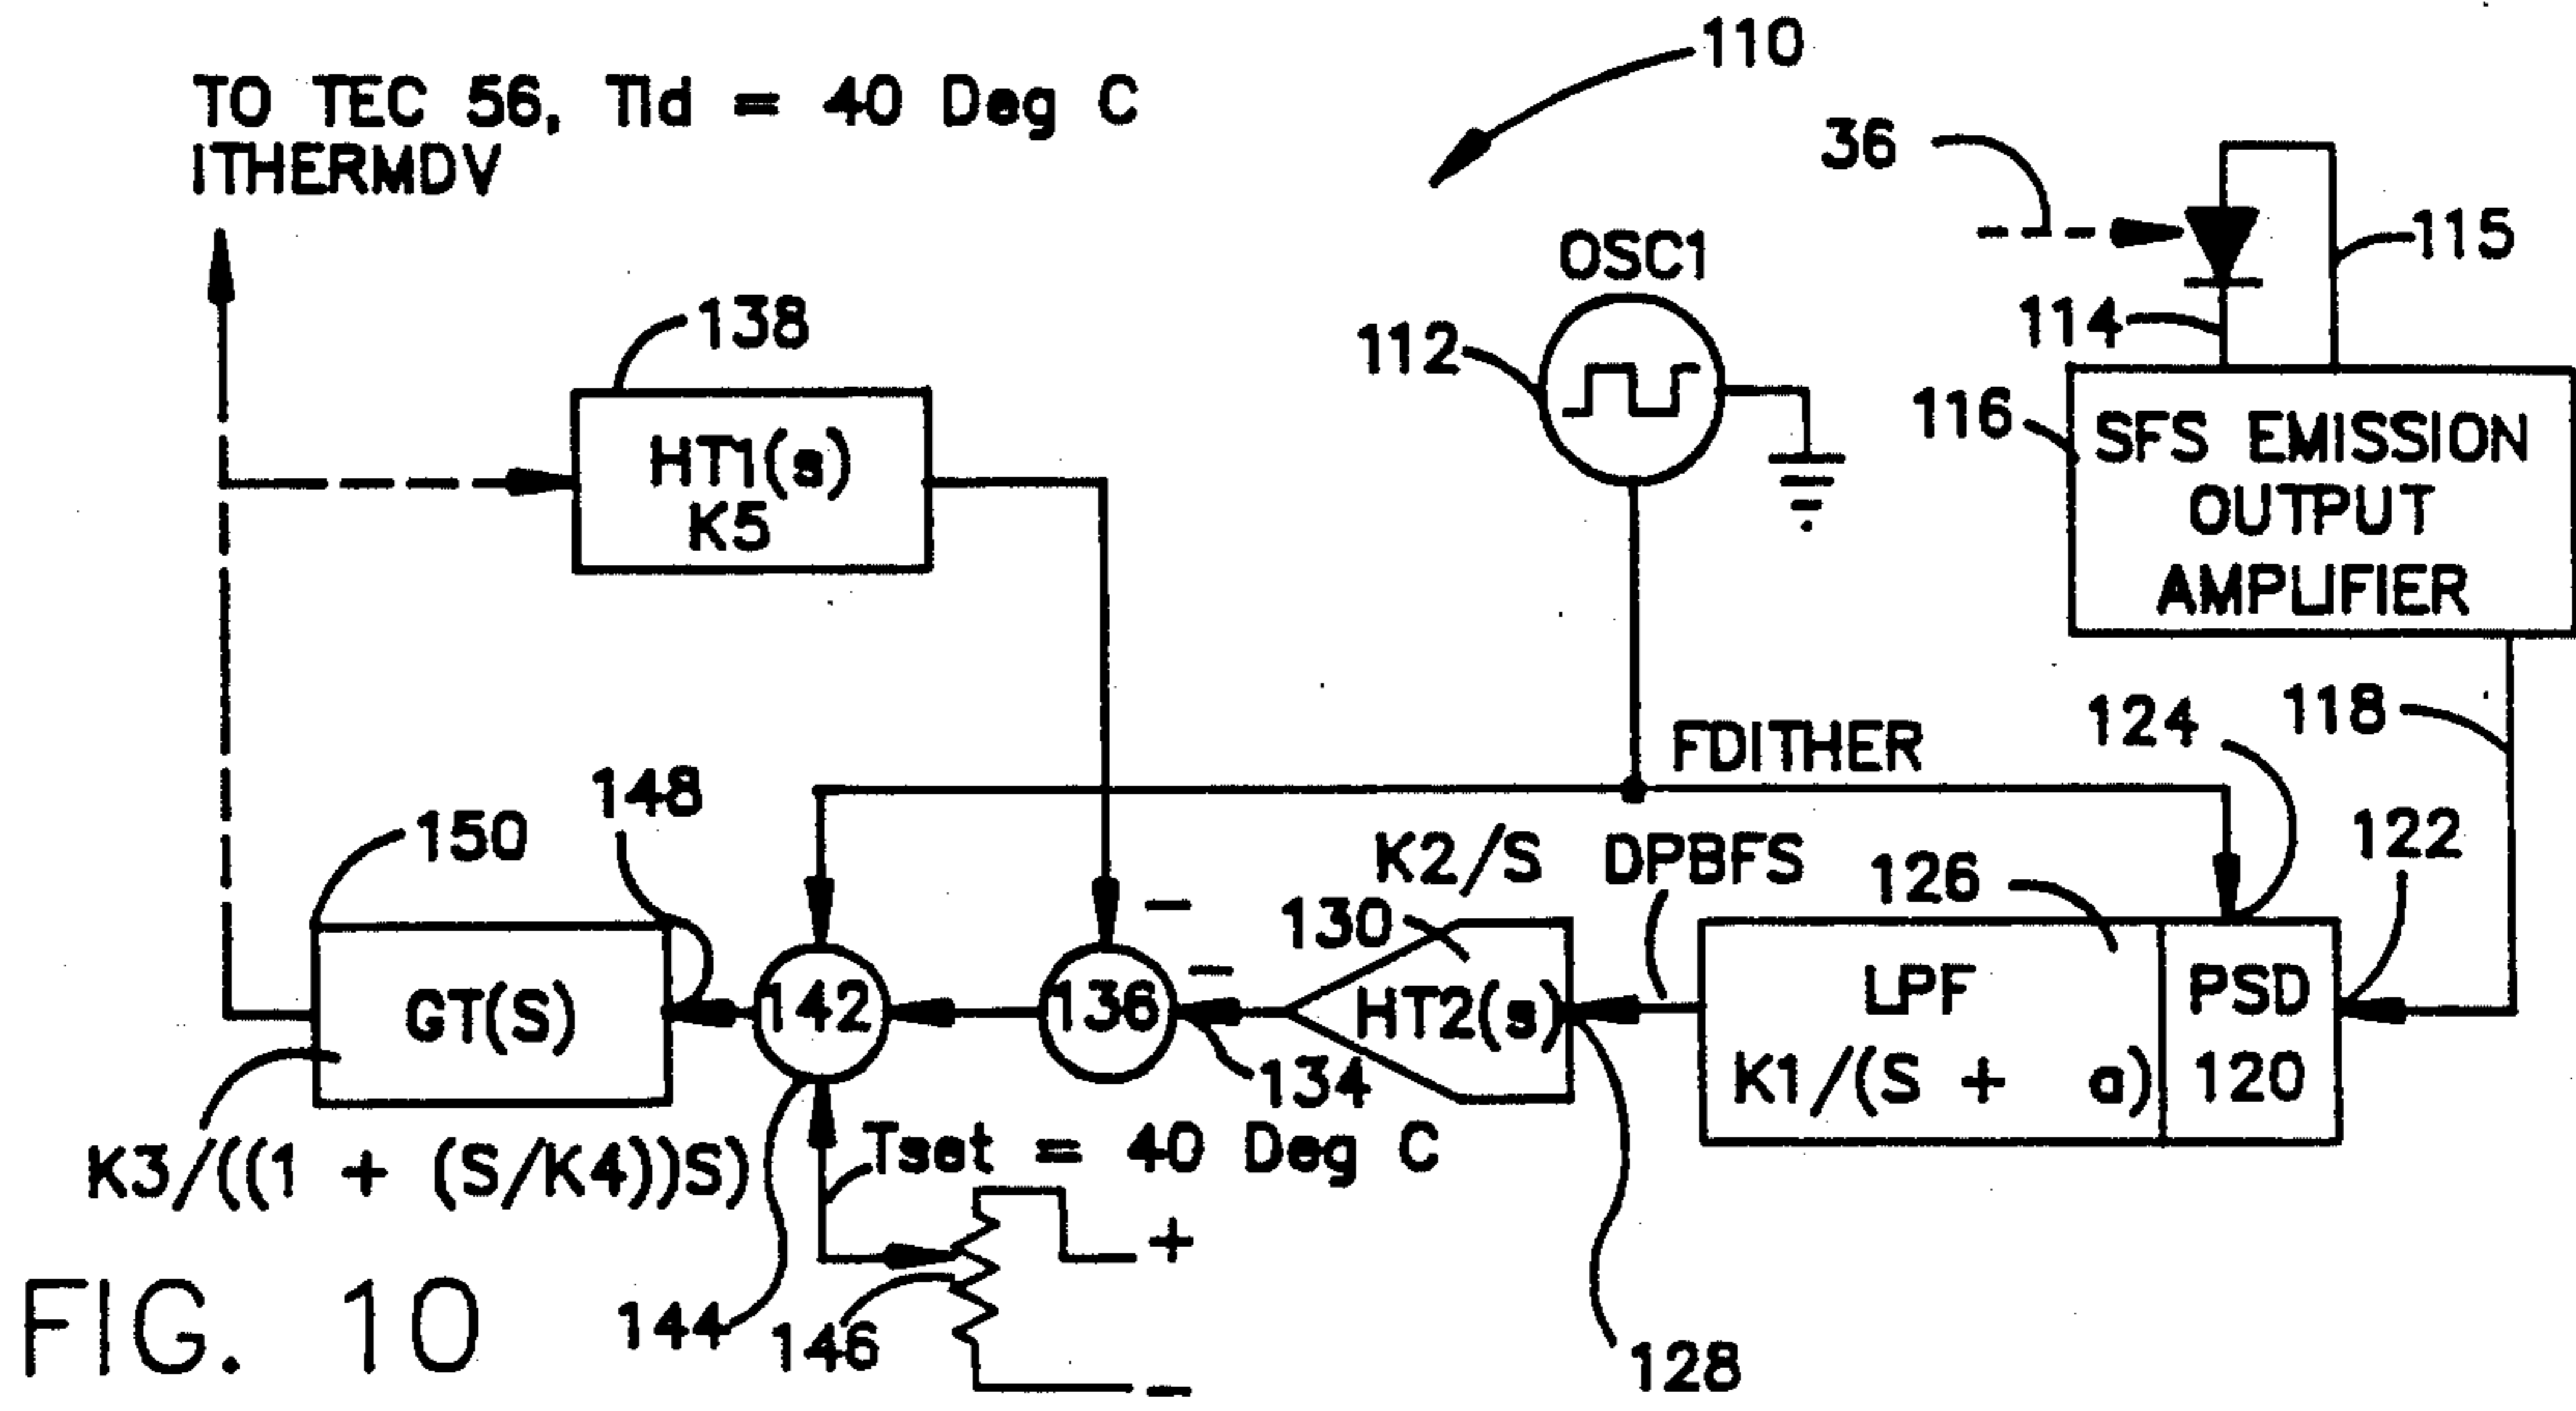 110
TO TEC 56, Tld = 40 Deg C
ITHERMDV
36
OSC1
115
138
114
112
HT1(s)
K5
116
SFS EMISSION
OUTPUT
AMPLIFIER
124
118
FDITHER
148
150
K2/S
DPBFS
126
122
130
-
-
GT(S)
142
136
HT2(s)
LPF
K1/(S + a)
PSD
120
134
Tset = 40 Deg C
K3/((1 + (S/K4))S)
+
144
146
128
-
FIG. 10